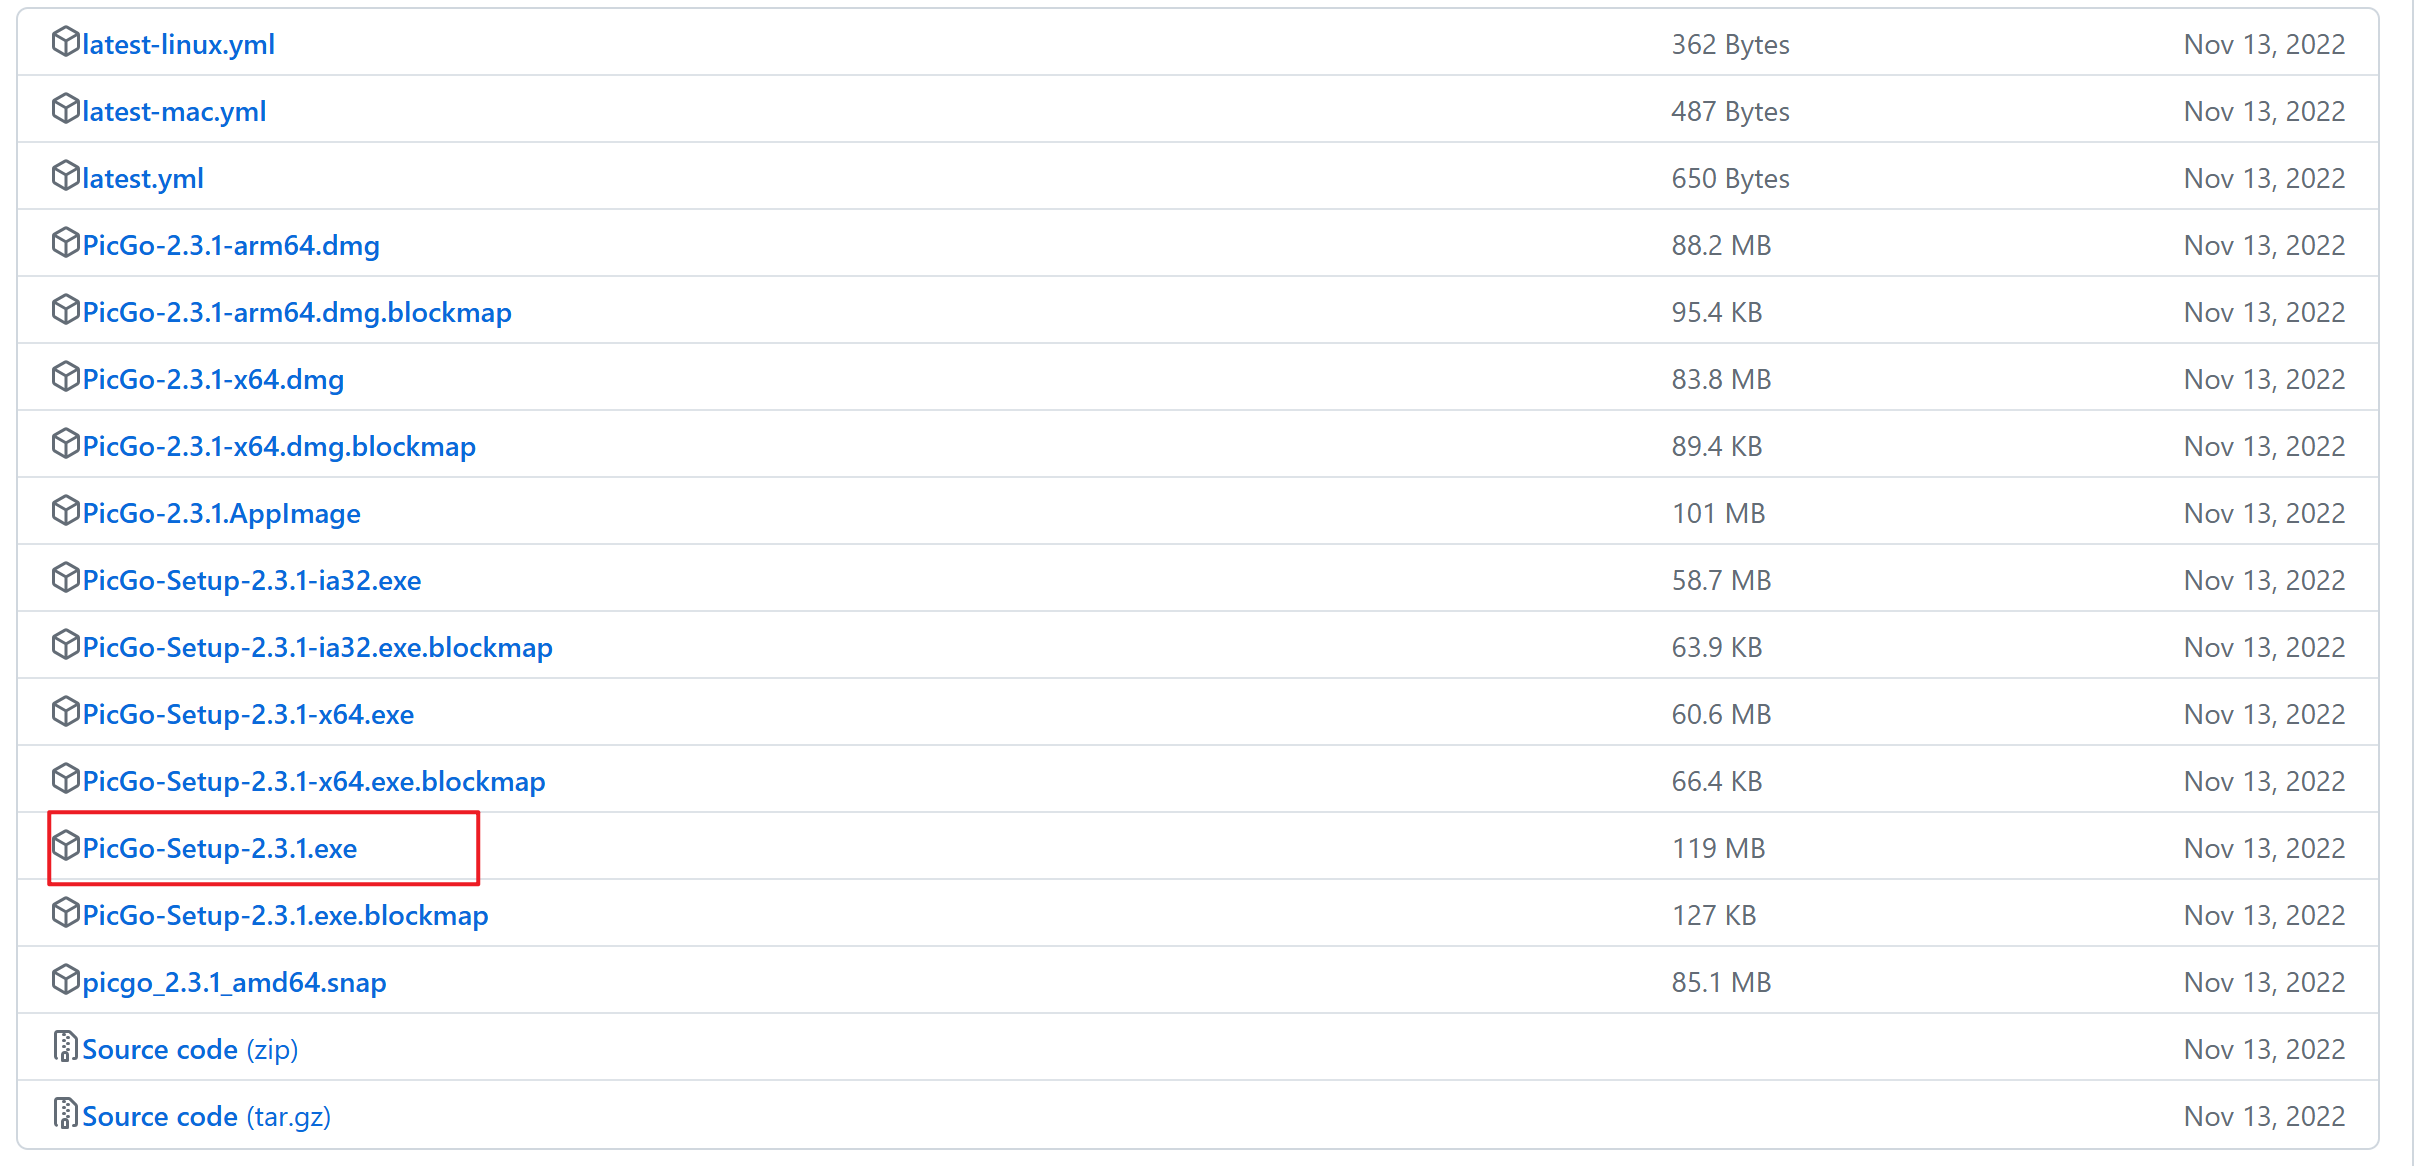 latest-linux.yml 362 Bytes Nov 13, 2022
latest-mac.yml 487 Bytes Nov 13, 2022
latest.yml 650 Bytes Nov 13, 2022
PicGo-2.3.1-arm64.dmg 88.2 MB Nov 13, 2022
PicGo-2.3.1-arm64.dmg.blockmap 95.4 KB Nov 13, 2022
PicGo-2.3.1-x64.dmg 83.8 MB Nov 13, 2022
PicGo-2.3.1-x64.dmg.blockmap 89.4 KB Nov 13, 2022
PicGo-2.3.1.AppImage 101 MB Nov 13, 2022
PicGo-Setup-2.3.1-ia32.exe 58.7 MB Nov 13, 2022
PicGo-Setup-2.3.1-ia32.exe.blockmap 63.9 KB Nov 13, 2022
PicGo-Setup-2.3.1-x64.exe 60.6 MB Nov 13, 2022
PicGo-Setup-2.3.1-x64.exe.blockmap 66.4 KB Nov 13, 2022
PicGo-Setup-2.3.1.exe 119 MB Nov 13, 2022
PicGo-Setup-2.3.1.exe.blockmap 127 KB Nov 13, 2022
picgo_2.3.1_amd64.snap 85.1 MB Nov 13, 2022
Source code (zip) Nov 13, 2022
Source code (tar.gz) Nov 13, 2022